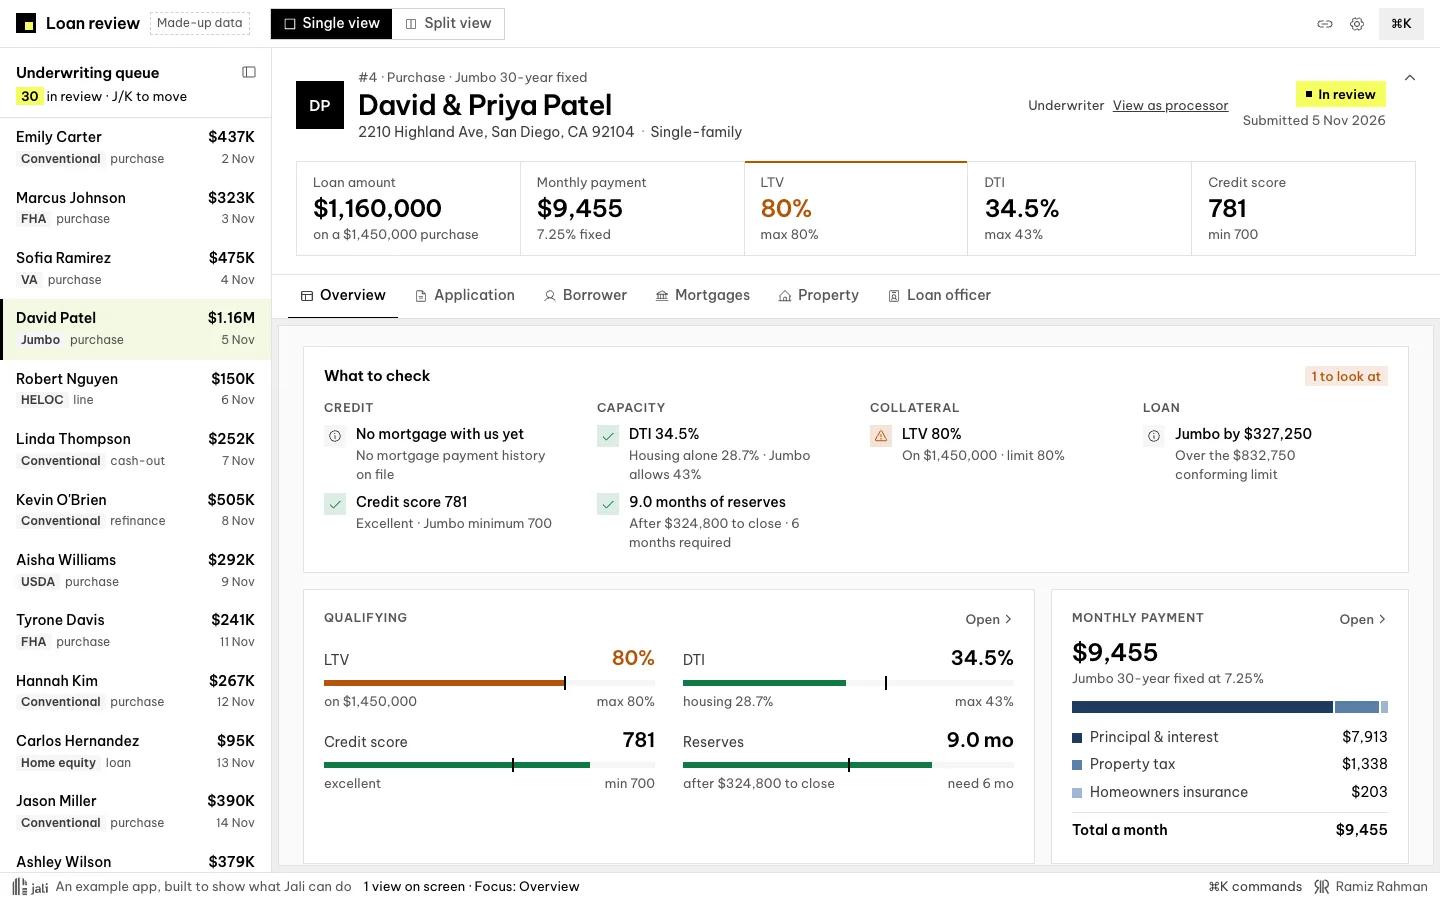 Loan review
Made-up data
Single view
Split view
⌘K
Underwriting queue
30 in review · J/K to move
Emily Carter $437K
Conventional purchase 2 Nov
Marcus Johnson $323K
FHA purchase 3 Nov
Sofia Ramirez $475K
VA purchase 4 Nov
David Patel $1.16M
Jumbo purchase 5 Nov
Robert Nguyen $150K
HELOC line 6 Nov
Linda Thompson $252K
Conventional cash-out 7 Nov
Kevin O'Brien $505K
Conventional refinance 8 Nov
Aisha Williams $292K
USDA purchase 9 Nov
Tyrone Davis $241K
FHA purchase 11 Nov
Hannah Kim $267K
Conventional purchase 12 Nov
Carlos Hernandez $95K
Home equity loan 13 Nov
Jason Miller $390K
Conventional purchase 14 Nov
Ashley Wilson $379K
DP
#4 · Purchase · Jumbo 30-year fixed
David & Priya Patel
2210 Highland Ave, San Diego, CA 92104 · Single-family
Underwriter View as processor
In review
Submitted 5 Nov 2026
Loan amount
$1,160,000
on a $1,450,000 purchase
Monthly payment
$9,455
7.25% fixed
LTV
80%
max 80%
DTI
34.5%
max 43%
Credit score
781
min 700
Overview
Application
Borrower
Mortgages
Property
Loan officer
What to check
1 to look at
CREDIT
No mortgage with us yet
No mortgage payment history
on file
Credit score 781
Excellent · Jumbo minimum 700
CAPACITY
DTI 34.5%
Housing alone 28.7% · Jumbo
allows 43%
9.0 months of reserves
After $324,800 to close · 6
months required
COLLATERAL
LTV 80%
On $1,450,000 · limit 80%
LOAN
Jumbo by $327,250
Over the $832,750
conforming limit
QUALIFYING
Open
LTV 80%
on $1,450,000 max 80%
DTI 34.5%
housing 28.7% max 43%
Credit score 781
excellent min 700
Reserves 9.0 mo
after $324,800 to close need 6 mo
MONTHLY PAYMENT
Open
$9,455
Jumbo 30-year fixed at 7.25%
Principal & interest $7,913
Property tax $1,338
Homeowners insurance $203
Total a month $9,455
jali
An example app, built to show what Jali can do
1 view on screen · Focus: Overview
⌘K commands
Ramiz Rahman